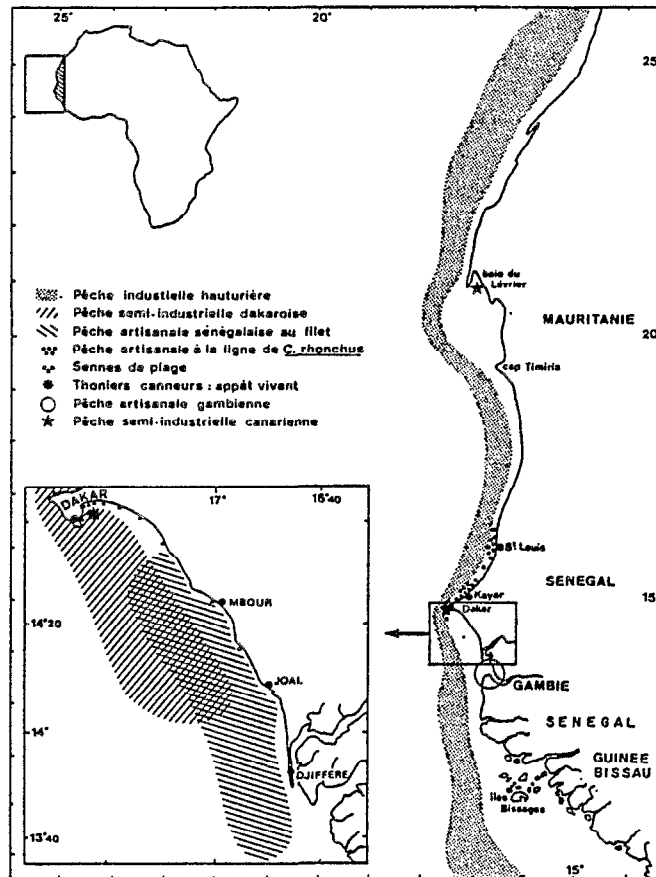 25°
20°
25
Pêche industielle hauturière
Pêche semi-industrielle dakaroise
Pêche artisanale sénégalaise au filet
Pêche artisanale à la ligne de C. rhonchus
Sennes de plage
Thoniers canneurs : appât vivant
Pêche artisanale gambienne
Pêche semi-industrielle canarienne
baie du
Lévrier
MAURITANIE
20
cap Timiris
St Louis
SENEGAL
Kayar
Dakar
15
GAMBIE
SENEGAL
GUINEE
BISSAU
îles
Bissagos
15°
17°
16°40
DAKAR
MBOUR
14°20
JOAL
14°
DJIFFERE
13°40